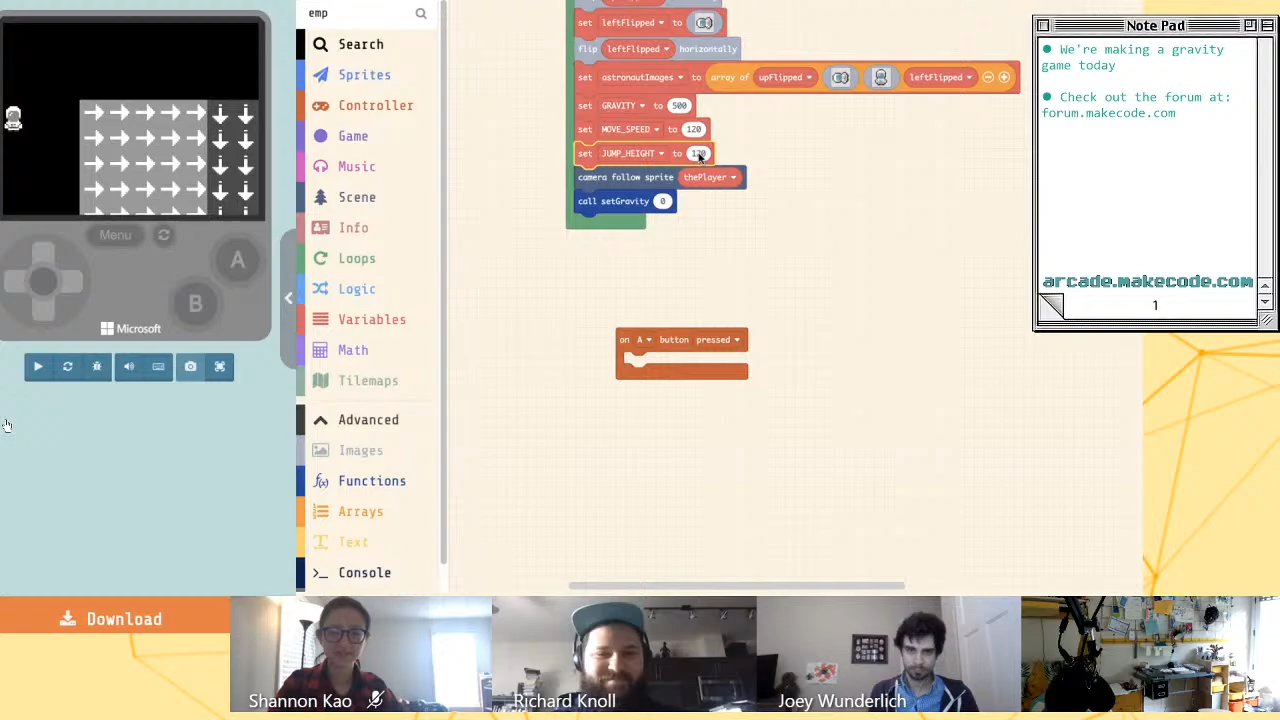 emp
Search
Sprites
Controller
Game
Music
Scene
Info
Loops
Logic
Variables
Math
Tilemaps
Advanced
Images
Functions
Arrays
Text
Console
Menu
A
B
Microsoft
set leftFlipped to
flip leftFlipped horizontally
set astronautImages to array of upFlipped leftFlipped
set GRAVITY to 500
set MOVE_SPEED to 120
set JUMP_HEIGHT to
camera follow sprite thePlayer
call setGravity 0
on A button pressed
Note Pad
We're making a gravity
game today
Check out the forum at:
forum.makecode.com
arcade.makecode.com
1
Download
Shannon Kao
Richard Knoll
Joey Wunderlich